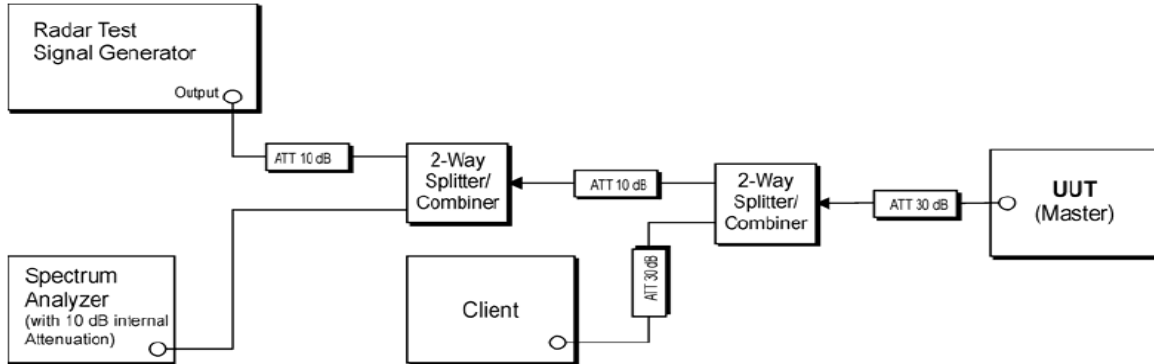 Radar Test
Signal Generator
Output
ATT 10 dB
2-Way
Splitter/
Combiner
ATT 10 dB
2-Way
Splitter/
Combiner
ATT 30 dB
UUT
(Master)
Spectrum
Analyzer
(with 10 dB internal
Attenuation)
Client
ATT 30 dB